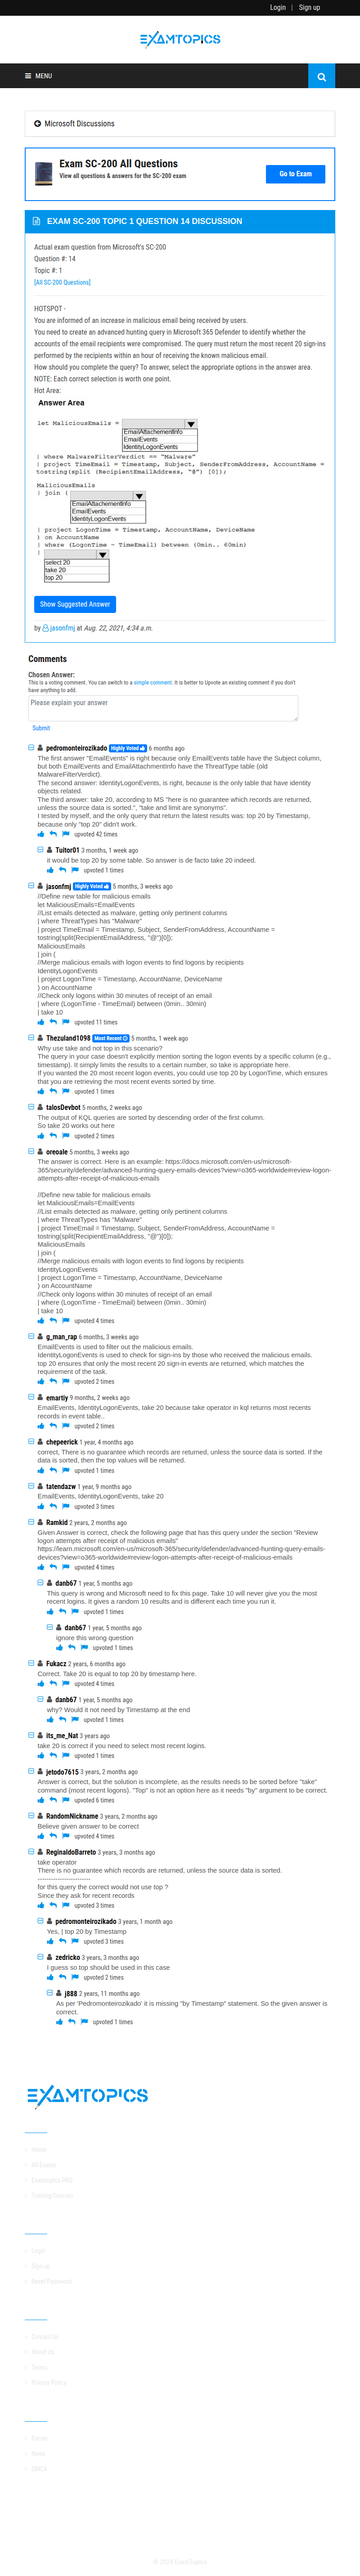 Login | Sign up
EXAMTOPICS
MENU
Microsoft Discussions
Exam SC-200 All Questions
View all questions & answers for the SC-200 exam
Go to Exam
EXAM SC-200 TOPIC 1 QUESTION 14 DISCUSSION
Actual exam question from Microsoft's SC-200
Question #: 14
Topic #: 1
[All SC-200 Questions]
HOTSPOT -
You are informed of an increase in malicious email being received by users.
You need to create an advanced hunting query in Microsoft 365 Defender to identify whether the
accounts of the email recipients were compromised. The query must return the most recent 20 sign-ins
performed by the recipients within an hour of receiving the known malicious email.
How should you complete the query? To answer, select the appropriate options in the answer area.
NOTE: Each correct selection is worth one point.
Hot Area:
Answer Area
let MaliciousEmails =
EmailAttachementInfo
EmailEvents
IdentityLogonEvents
| where MalwareFilterVerdict == "Malware"
| project TimeEmail = Timestamp, Subject, SenderFromAddress, AccountName =
tostring(split (RecipientEmailAddress, "@") [0]);
MaliciousEmails
| join (
EmailAttachementInfo
EmailEvents
IdentityLogonEvents
| project LogonTime = Timestamp, AccountName, DeviceName
) on AccountName
| where (LogonTime - TimeEmail) between (0min.. 60min)
|
select 20
take 20
top 20
Show Suggested Answer
by jasonfmj at Aug. 22, 2021, 4:34 a.m.
Comments
Chosen Answer:
This is a voting comment. You can switch to a simple comment. It is better to Upvote an existing comment if you don't
have anything to add.
Please explain your answer
Submit
pedromonteirozikado Highly Voted 6 months ago
The first answer "EmailEvents" is right because only EmailEvents table have the Subject column,
but both EmailEvents and EmailAttachmentInfo have the ThreatType table (old
MalwareFilterVerdict).
The second answer: IdentityLogonEvents, is right, because is the only table that have identity
objects related.
The third answer: take 20, according to MS "here is no guarantee which records are returned,
unless the source data is sorted.", "take and limit are synonyms".
I tested by myself, and the only query that return the latest results was: top 20 by Timestamp,
because only "top 20" didn't work.
upvoted 42 times
Tuitor01 3 months, 1 week ago
it would be top 20 by some table. So answer is de facto take 20 indeed.
upvoted 1 times
jasonfmj Highly Voted 5 months, 3 weeks ago
//Define new table for malicious emails
let MaliciousEmails=EmailEvents
//List emails detected as malware, getting only pertinent columns
| where ThreatTypes has "Malware"
| project TimeEmail = Timestamp, Subject, SenderFromAddress, AccountName =
tostring(split(RecipientEmailAddress, "@")[0]);
MaliciousEmails
| join (
//Merge malicious emails with logon events to find logons by recipients
IdentityLogonEvents
| project LogonTime = Timestamp, AccountName, DeviceName
) on AccountName
//Check only logons within 30 minutes of receipt of an email
| where (LogonTime - TimeEmail) between (0min.. 30min)
| take 10
upvoted 11 times
Thezuland1098 Most Recent 5 months, 1 week ago
Why use take and not top in this scenario?
The query in your case doesn't explicitly mention sorting the logon events by a specific column (e.g.,
timestamp). It simply limits the results to a certain number, so take is appropriate here.
If you wanted the 20 most recent logon events, you could use top 20 by LogonTime, which ensures
that you are retrieving the most recent events sorted by time.
upvoted 1 times
talosDevbot 5 months, 2 weeks ago
The output of KQL queries are sorted by descending order of the first column.
So take 20 works out here
upvoted 2 times
oreoale 5 months, 3 weeks ago
The answer is correct. Here is an example: https://docs.microsoft.com/en-us/microsoft-
365/security/defender/advanced-hunting-query-emails-devices?view=o365-worldwide#review-logon-
attempts-after-receipt-of-malicious-emails
//Define new table for malicious emails
let MaliciousEmails=EmailEvents
//List emails detected as malware, getting only pertinent columns
| where ThreatTypes has "Malware"
| project TimeEmail = Timestamp, Subject, SenderFromAddress, AccountName =
tostring(split(RecipientEmailAddress, "@")[0]);
MaliciousEmails
| join (
//Merge malicious emails with logon events to find logons by recipients
IdentityLogonEvents
| project LogonTime = Timestamp, AccountName, DeviceName
) on AccountName
//Check only logons within 30 minutes of receipt of an email
| where (LogonTime - TimeEmail) between (0min.. 30min)
| take 10
upvoted 4 times
g_man_rap 6 months, 3 weeks ago
EmailEvents is used to filter out the malicious emails.
IdentityLogonEvents is used to check for sign-ins by those who received the malicious emails.
top 20 ensures that only the most recent 20 sign-in events are returned, which matches the
requirement of the task.
upvoted 2 times
emartiy 9 months, 2 weeks ago
EmailEvents, IdentityLogonEvents, take 20 because take operator in kql returns most recents
records in event table..
upvoted 2 times
chepeerick 1 year, 4 months ago
correct, There is no guarantee which records are returned, unless the source data is sorted. If the
data is sorted, then the top values will be returned.
upvoted 1 times
tatendazw 1 year, 9 months ago
EmailEvents, IdentityLogonEvents, take 20
upvoted 3 times
Ramkid 2 years, 2 months ago
Given Answer is correct, check the following page that has this query under the section "Review
logon attempts after receipt of malicious emails"
https://learn.microsoft.com/en-us/microsoft-365/security/defender/advanced-hunting-query-emails-
devices?view=o365-worldwide#review-logon-attempts-after-receipt-of-malicious-emails
upvoted 4 times
danb67 1 year, 5 months ago
This query is wrong and Microsoft need to fix this page. Take 10 will never give you the most
recent logins. It gives a random 10 results and is different each time you run it.
upvoted 1 times
danb67 1 year, 5 months ago
ignore this wrong question
upvoted 1 times
Fukacz 2 years, 6 months ago
Correct. Take 20 is equal to top 20 by timestamp here.
upvoted 4 times
danb67 1 year, 5 months ago
why? Would it not need by Timestamp at the end
upvoted 1 times
its_me_Nat 3 years ago
take 20 is correct if you need to select most recent logins.
upvoted 1 times
jetodo7615 3 years, 2 months ago
Answer is correct, but the solution is incomplete, as the results needs to be sorted before "take"
command (most recent logons). "Top" is not an option here as it needs "by" argument to be correct.
upvoted 6 times
RandomNickname 3 years, 2 months ago
Believe given answer to be correct
upvoted 4 times
ReginaldoBarreto 3 years, 3 months ago
take operator
There is no guarantee which records are returned, unless the source data is sorted.
------------------------
for this query the correct would not use top ?
Since they ask for recent records
upvoted 3 times
pedromonteirozikado 3 years, 1 month ago
Yes, | top 20 by Timestamp
upvoted 3 times
zedricko 3 years, 3 months ago
I guess so top should be used in this case
upvoted 2 times
j888 2 years, 11 months ago
As per 'Pedromonteirozikado' it is missing "by Timestamp" statement. So the given answer is
correct.
upvoted 1 times
EXAMTOPICS
Home
All Exams
Examtopics PRO
Training Courses
Login
Sign up
Reset Password
Contact Us
About Us
Terms
Privacy Policy
Forum
News
DMCA
© 2024 ExamTopics